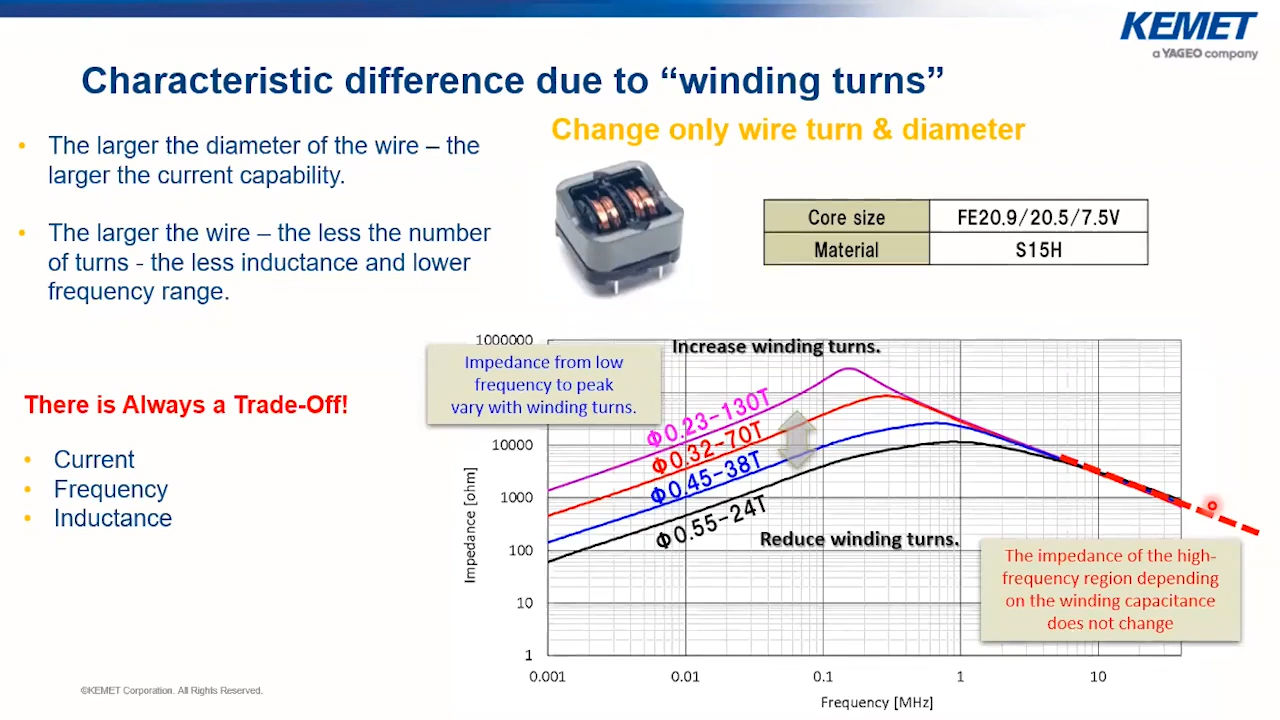 KEMET
a YAGEO company
Characteristic difference due to “winding turns”
• The larger the diameter of the wire – the
larger the current capability.
• The larger the wire – the less the number
of turns - the less inductance and lower
frequency range.
There is Always a Trade-Off!
• Current
• Frequency
• Inductance
Change only wire turn & diameter
Core size FE20.9/20.5/7.5V
Material S15H
1000000
10000
1000
100
10
1
Impedance [ohm]
Impedance from low
frequency to peak
vary with winding turns.
Increase winding turns.
Φ0.23-130T
Φ0.32-70T
Φ0.45-38T
Φ0.55-24T
Reduce winding turns.
The impedance of the high-
frequency region depending
on the winding capacitance
does not change
0.001 0.01 0.1 1 10
Frequency [MHz]
©KEMET Corporation. All Rights Reserved.